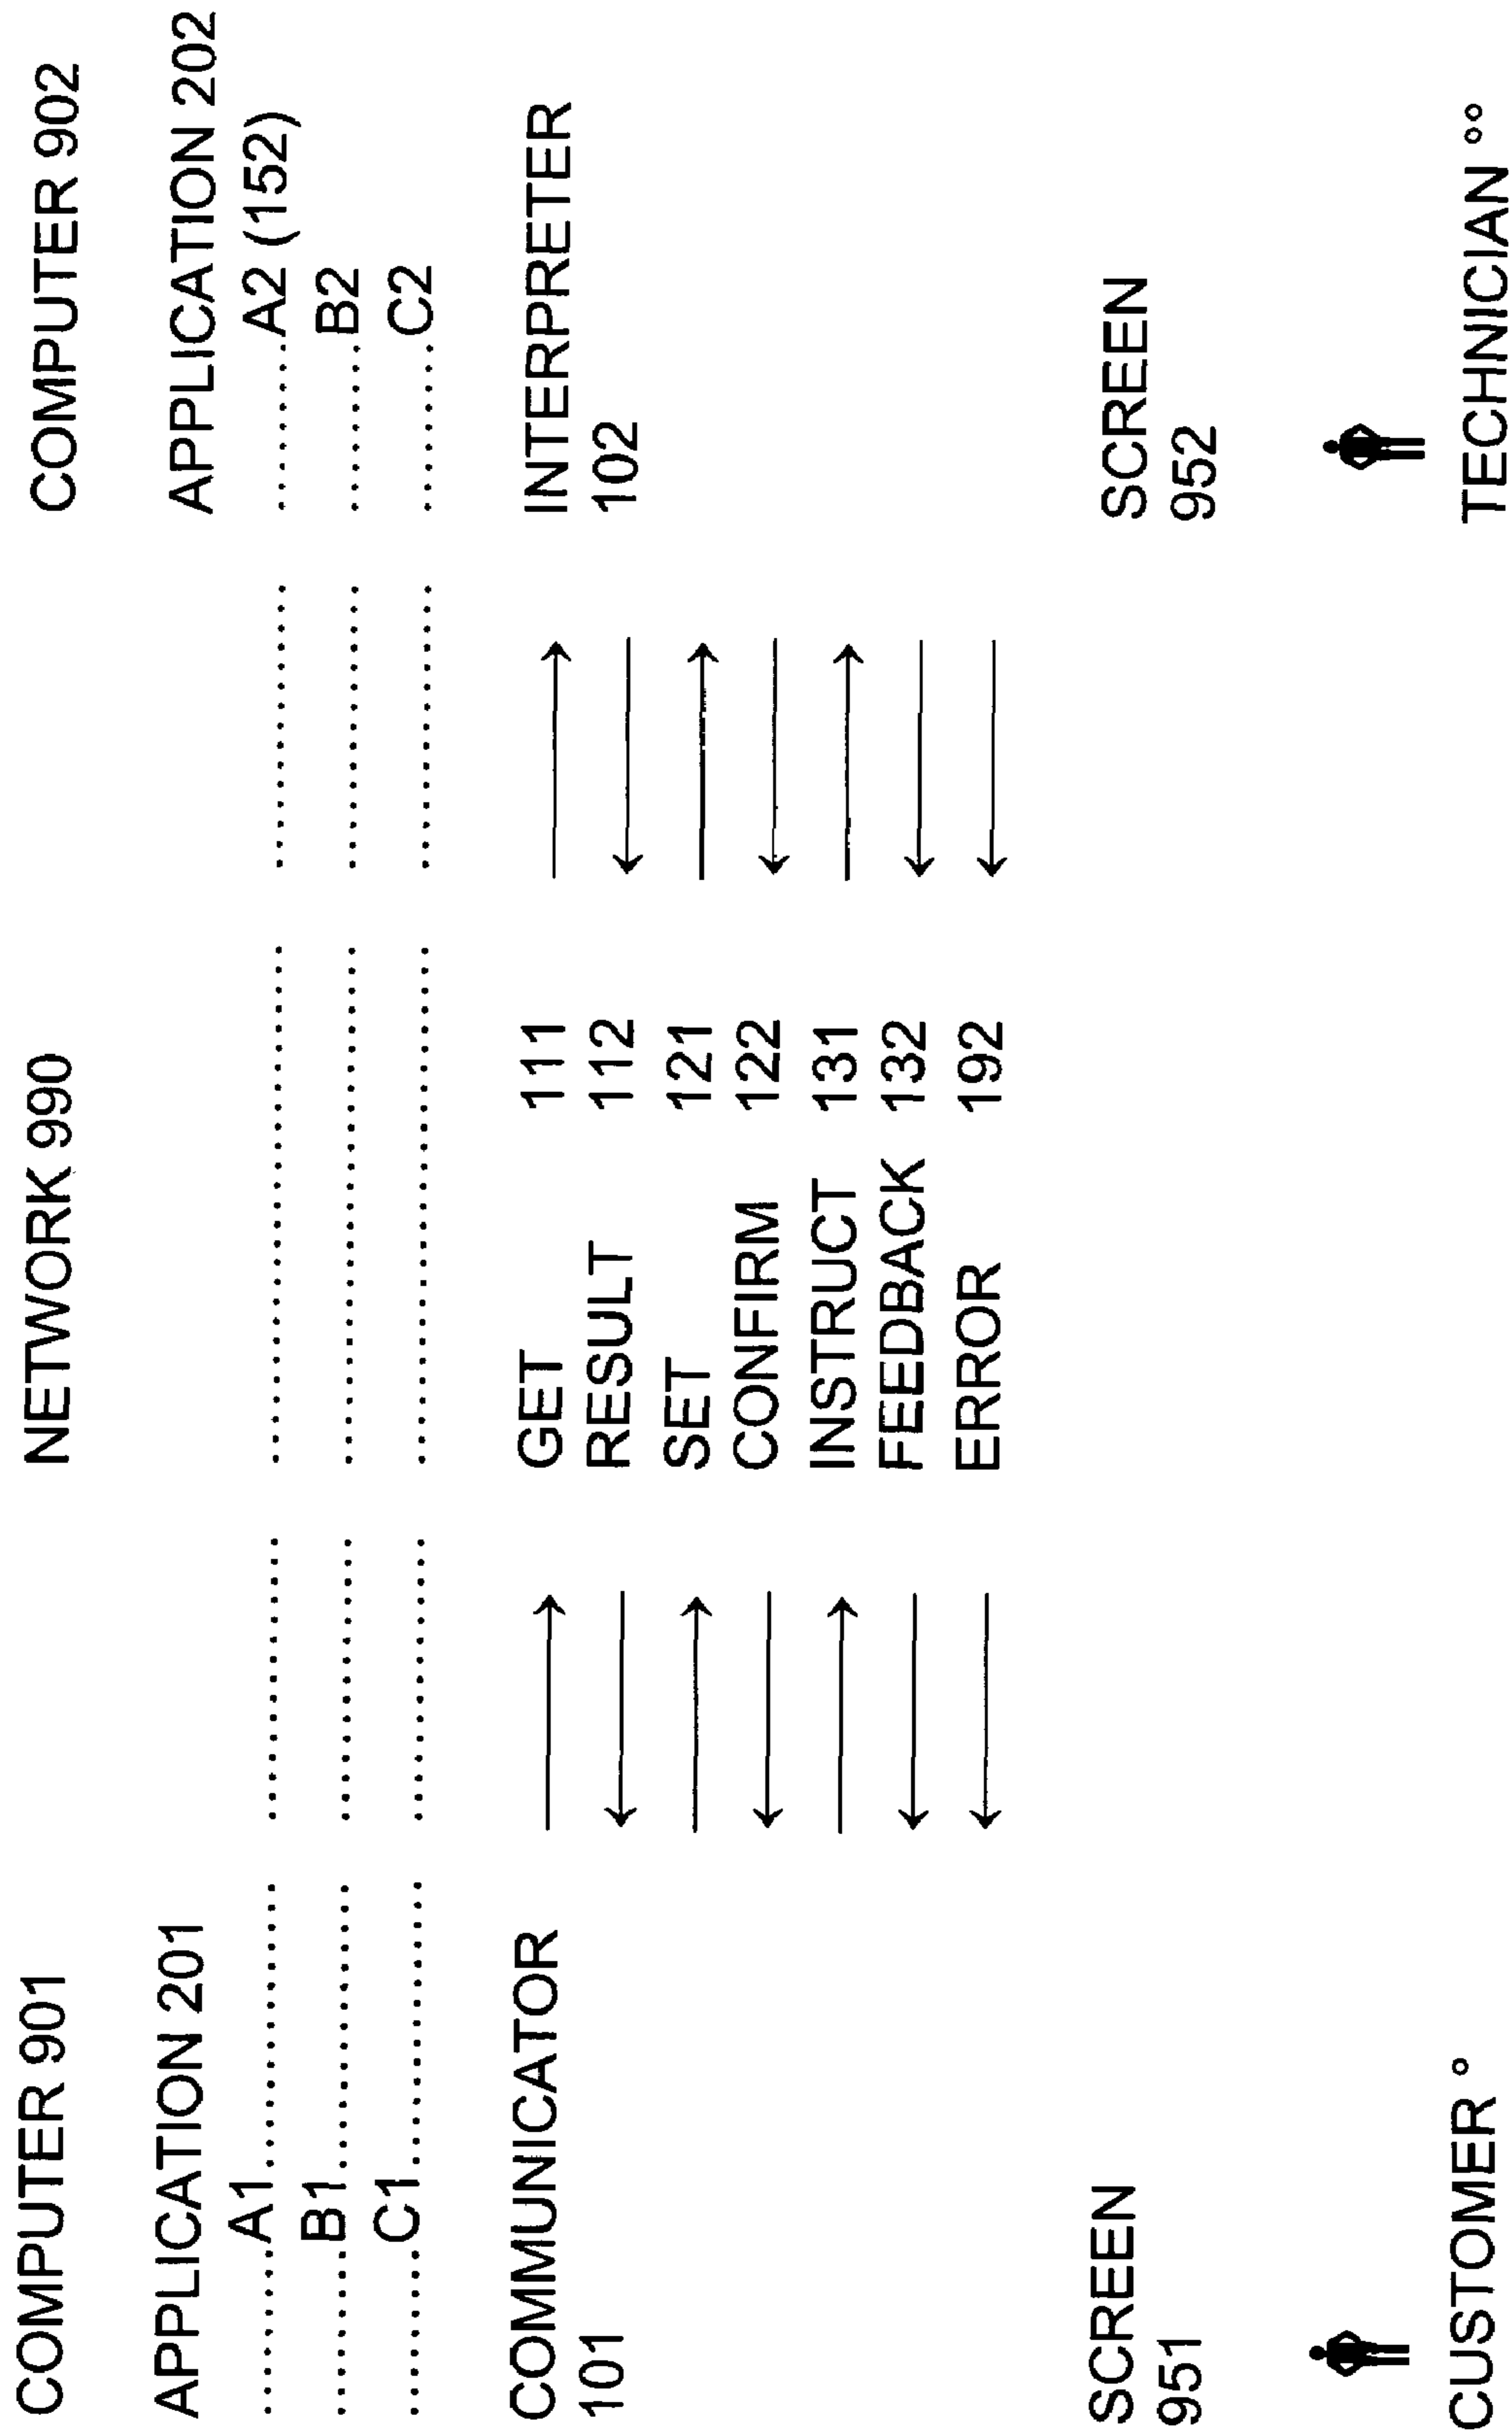 COMPUTER 901 NETWORK 990 COMPUTER 902
APPLICATION 201 APPLICATION 202
A1 A2 (152)
B1 B2
C1 C2
COMMUNICATOR GET 111 INTERPRETER
101 RESULT 112 102
SET 121
CONFIRM 122
INSTRUCT 131
FEEDBACK 132
ERROR 192
SCREEN SCREEN
951 952
CUSTOMER ° TECHNICIAN °°